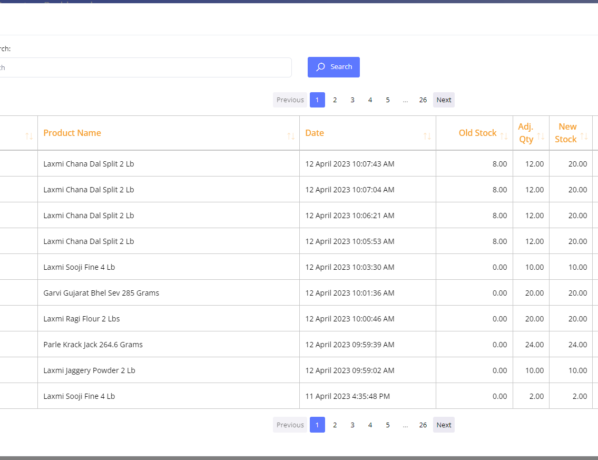 rch:
ch
Search
Previous 1 2 3 4 5 ... 26 Next
Product Name Date Old Stock Adj. Qty New Stock
Laxmi Chana Dal Split 2 Lb 12 April 2023 10:07:43 AM 8.00 12.00 20.00
Laxmi Chana Dal Split 2 Lb 12 April 2023 10:07:04 AM 8.00 12.00 20.00
Laxmi Chana Dal Split 2 Lb 12 April 2023 10:06:21 AM 8.00 12.00 20.00
Laxmi Chana Dal Split 2 Lb 12 April 2023 10:05:53 AM 8.00 12.00 20.00
Laxmi Sooji Fine 4 Lb 12 April 2023 10:03:30 AM 0.00 10.00 10.00
Garvi Gujarat Bhel Sev 285 Grams 12 April 2023 10:01:36 AM 0.00 20.00 20.00
Laxmi Ragi Flour 2 Lbs 12 April 2023 10:00:46 AM 0.00 20.00 20.00
Parle Krack Jack 264.6 Grams 12 April 2023 09:59:39 AM 0.00 24.00 24.00
Laxmi Jaggery Powder 2 Lb 12 April 2023 09:59:02 AM 0.00 10.00 10.00
Laxmi Sooji Fine 4 Lb 11 April 2023 4:35:48 PM 0.00 2.00 2.00
Previous 1 2 3 4 5 ... 26 Next